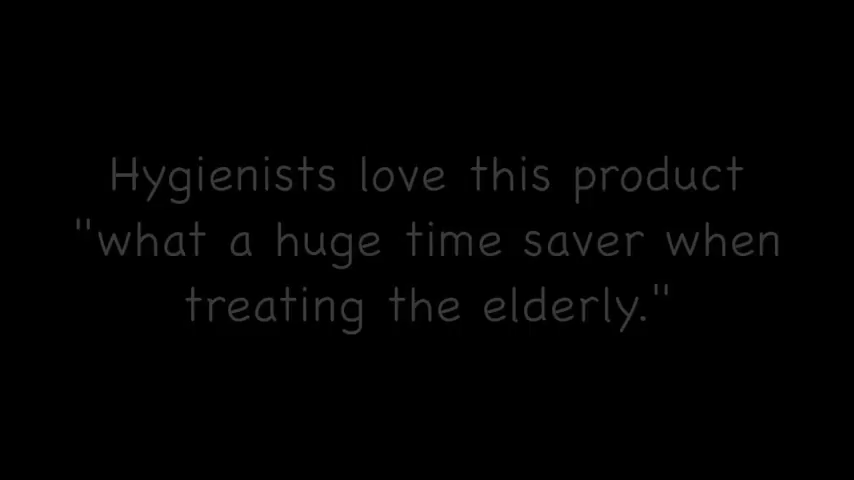 Hygienists love this product
"what a huge time saver when
treating the elderly."